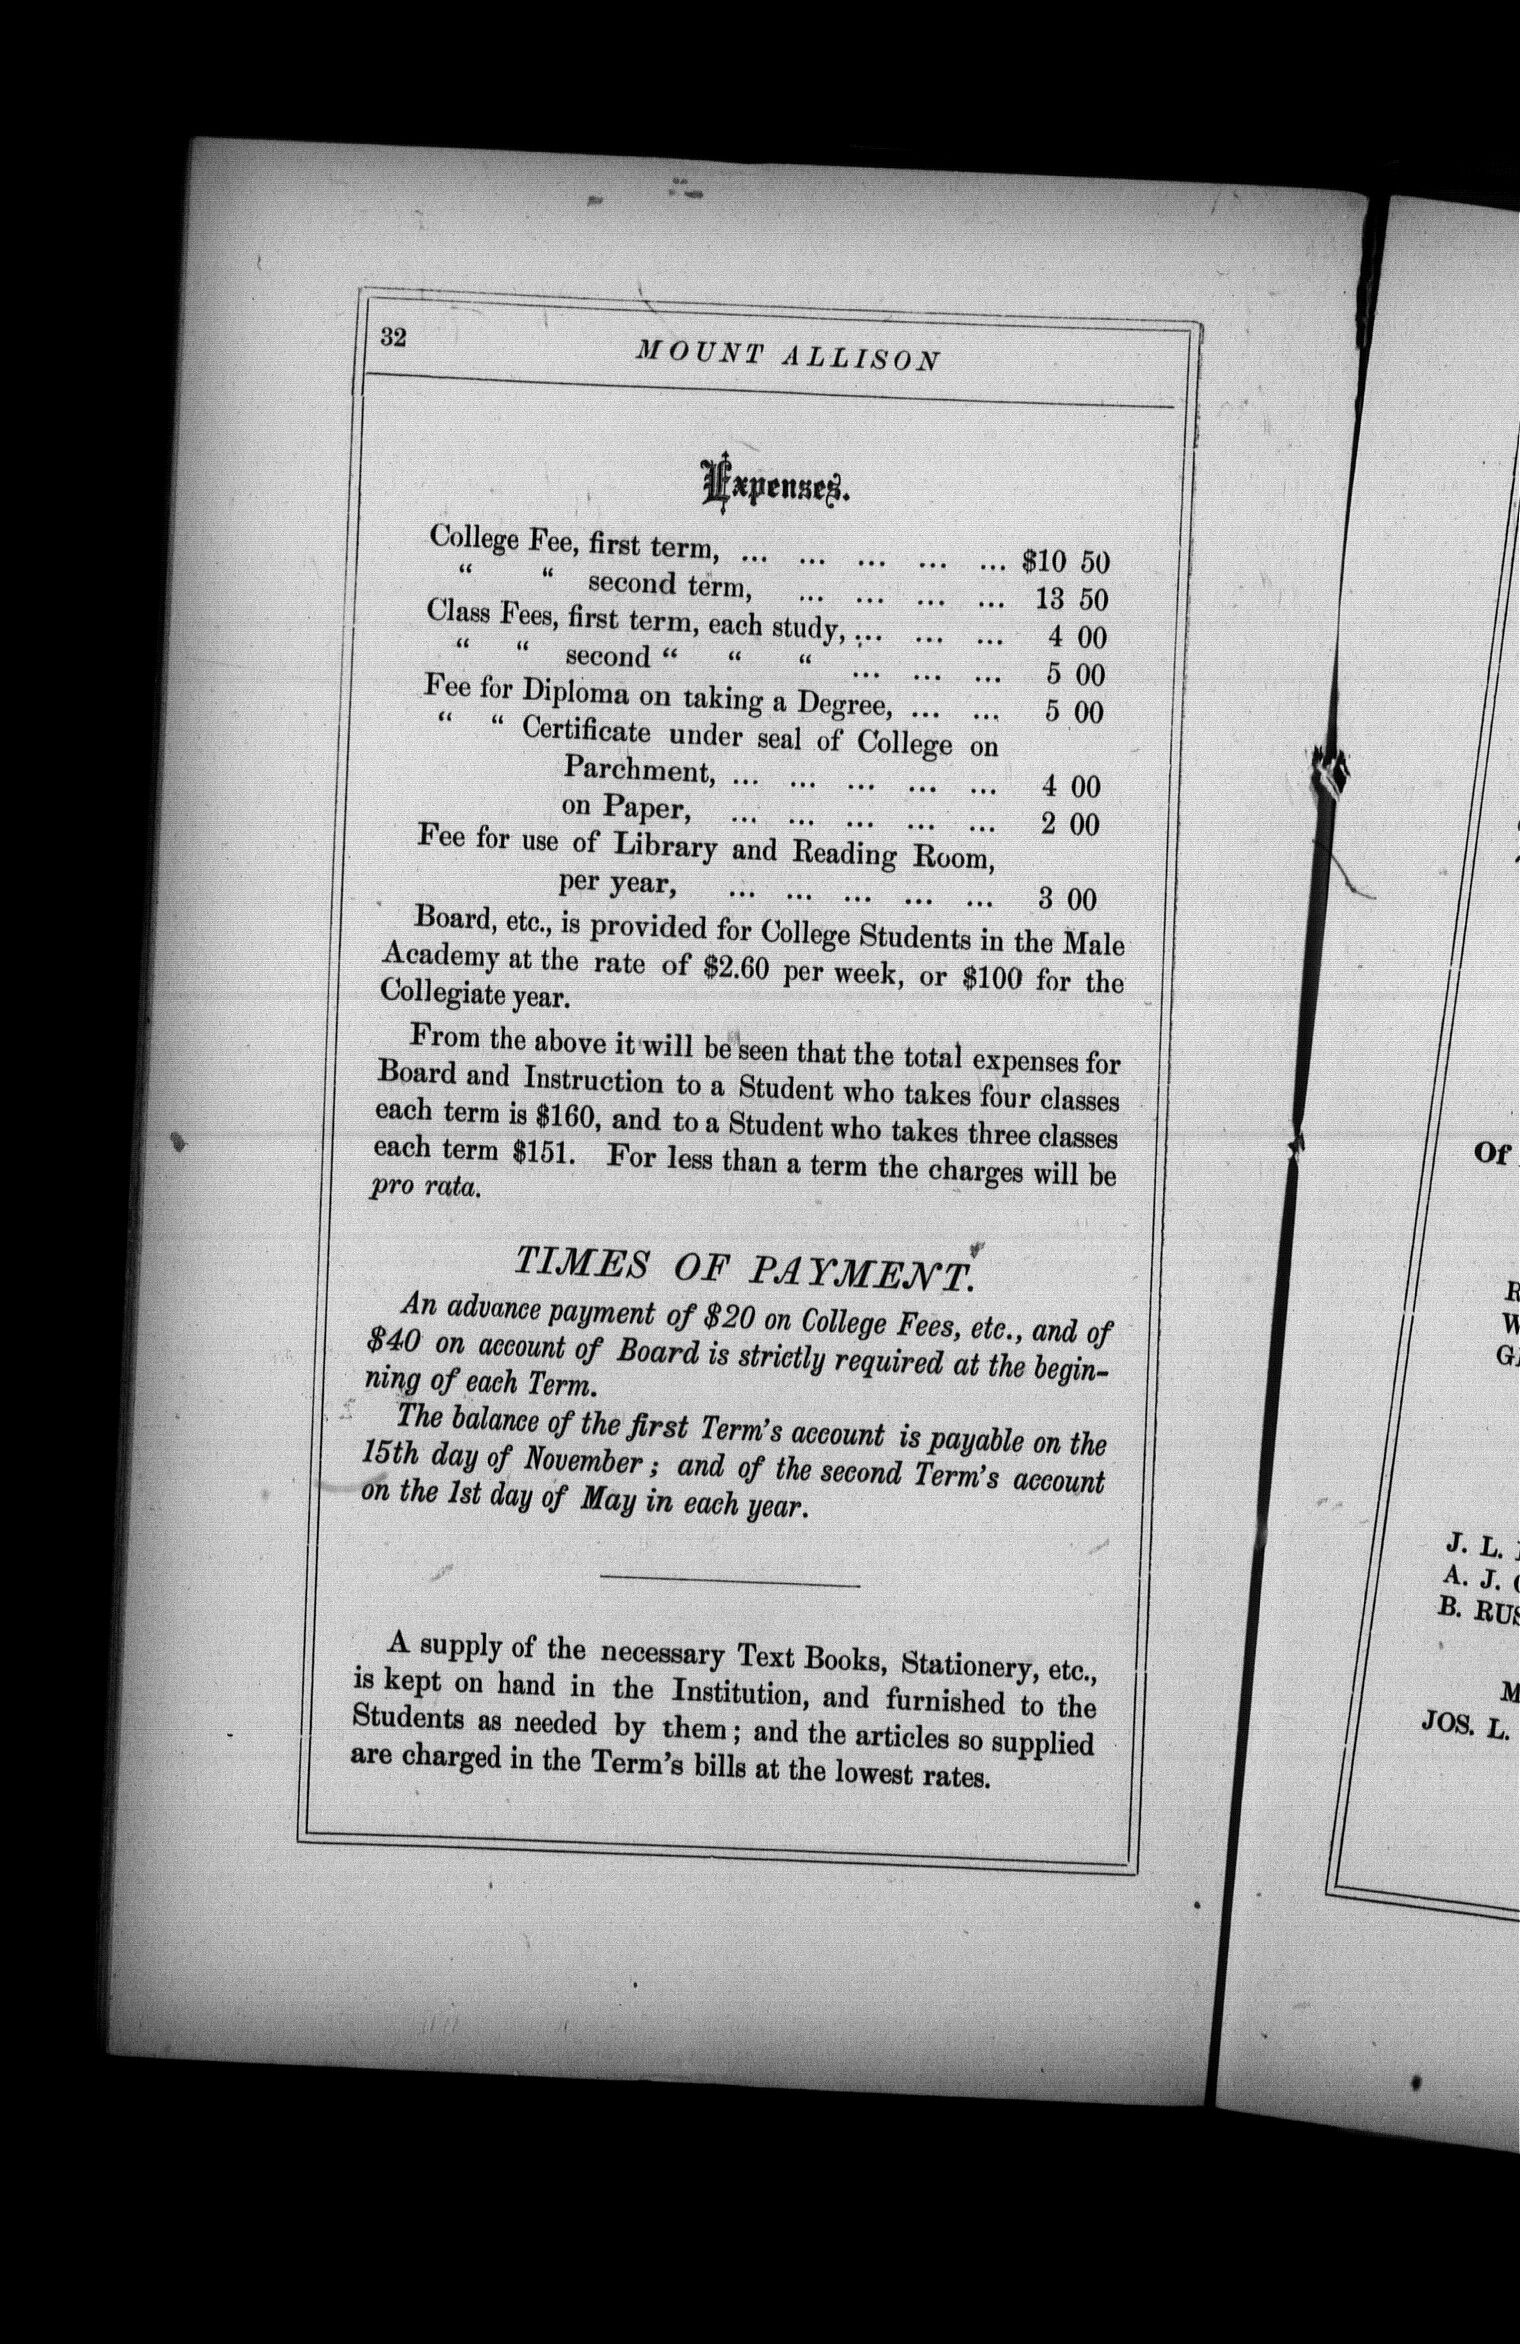 32
MOUNT ALLISON
Expenses.
College Fee, first term, ... ... ... ... ... $10 50
“ “ second term, ... ... ... ... 13 50
Class Fees, first term, each study, ... ... ... 4 00
“ “ second “ “ “ ... ... ... 5 00
Fee for Diploma on taking a Degree, ... ... 5 00
“ “ Certificate under seal of College on
Parchment, ... ... ... ... ... 4 00
on Paper, ... ... ... ... ... 2 00
Fee for use of Library and Reading Room,
per year, ... ... ... ... ... 3 00
Board, etc., is provided for College Students in the Male
Academy at the rate of $2.60 per week, or $100 for the
Collegiate year.
From the above it will be seen that the total expenses for
Board and Instruction to a Student who takes four classes
each term is $160, and to a Student who takes three classes
each term $151. For less than a term the charges will be
pro rata.
TIMES OF PAYMENT.
An advance payment of $20 on College Fees, etc., and of
$40 on account of Board is strictly required at the begin-
ning of each Term.
The balance of the first Term’s account is payable on the
15th day of November ; and of the second Term’s account
on the 1st day of May in each year.
A supply of the necessary Text Books, Stationery, etc.,
is kept on hand in the Institution, and furnished to the
Students as needed by them ; and the articles so supplied
are charged in the Term’s bills at the lowest rates.
Of
J. L.
A. J.
B. RUS
JOS. L.